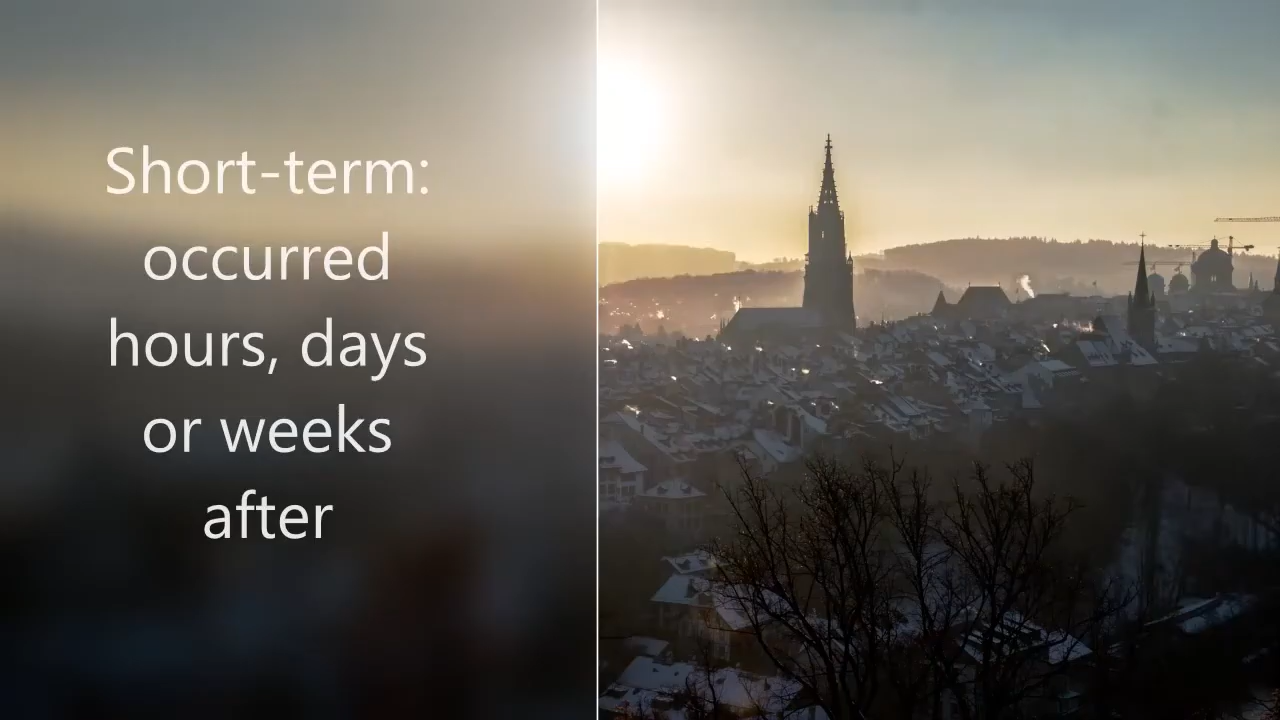 Short-term:
occurred
hours, days
or weeks
after